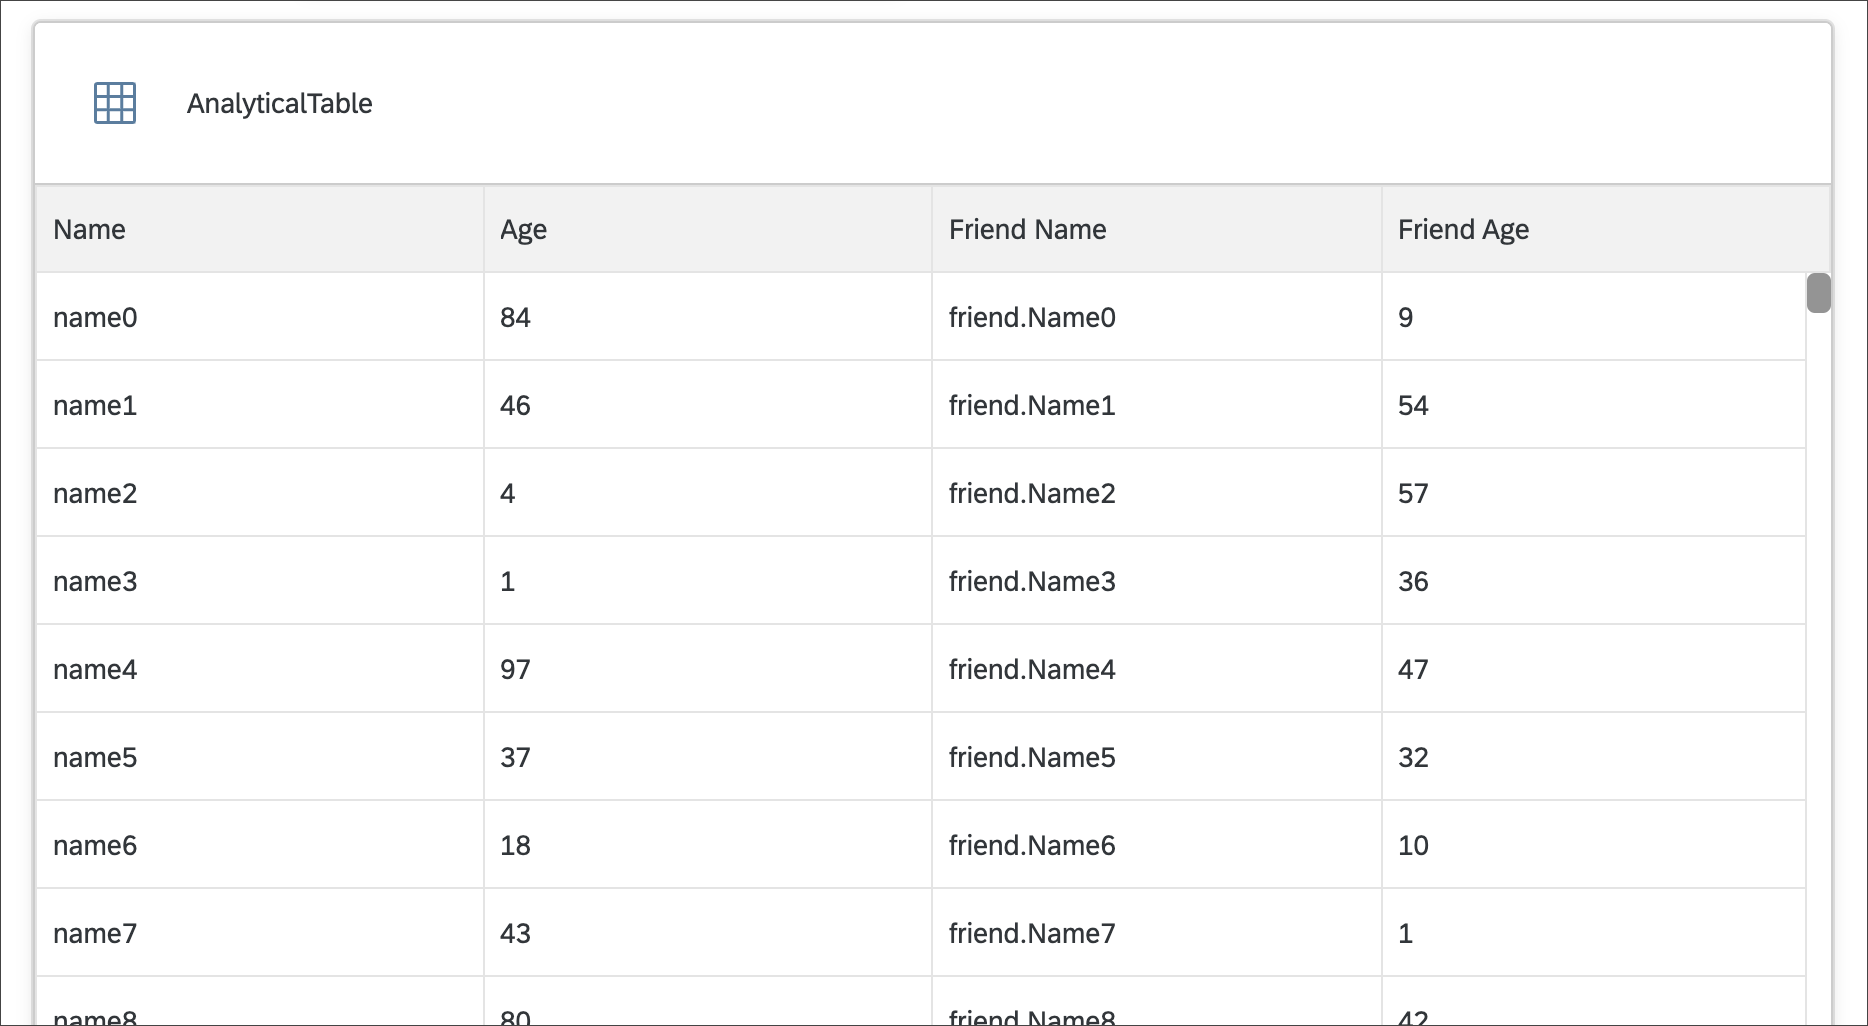 AnalyticalTable
Name Age Friend Name Friend Age
name0 84 friend.Name0 9
name1 46 friend.Name1 54
name2 4 friend.Name2 57
name3 1 friend.Name3 36
name4 97 friend.Name4 47
name5 37 friend.Name5 32
name6 18 friend.Name6 10
name7 43 friend.Name7 1
name8 80 friend.Name8 42